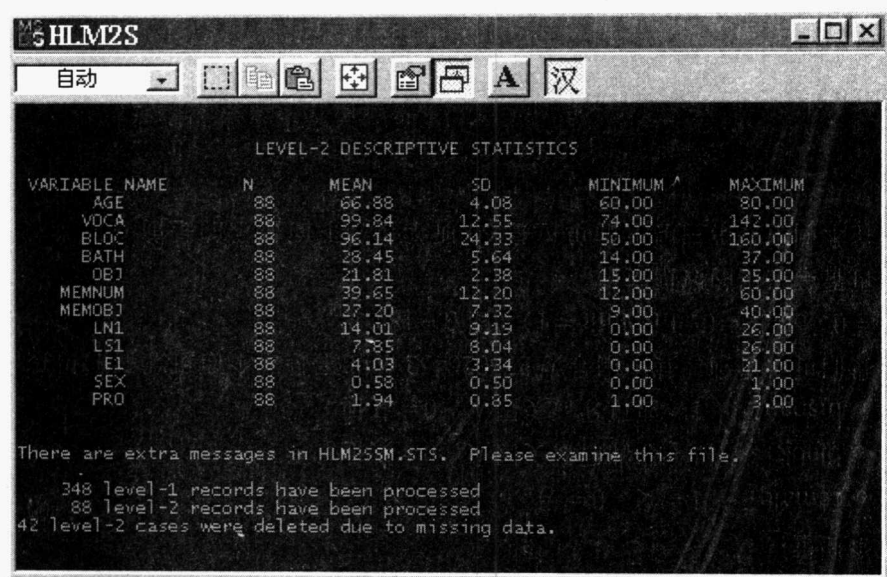 HLM2S
自动 A 汉
LEVEL-2 DESCRIPTIVE STATISTICS
VARIABLE NAME N MEAN SD MINIMUM MAXIMUM
AGE 88 66.88 4.08 60.00 80.00
VOCA 88 99.84 12.55 74.00 142.00
BLOC 88 96.14 24.33 50.00 160.00
BATH 88 28.45 5.64 14.00 37.00
OBJ 88 21.81 2.38 15.00 25.00
MEMNUM 88 39.65 12.20 12.00 60.00
MEMOBJ 88 27.20 7.32 9.00 40.00
LN1 88 14.01 9.19 0.00 26.00
LS1 88 7.85 8.04 0.00 26.00
E1 88 4.03 3.34 0.00 21.00
SEX 88 0.58 0.50 0.00 1.00
PRO 88 1.94 0.85 1.00 3.00
There are extra messages in HLM2SSM.STS. Please examine this file.
348 level-1 records have been processed
88 level-2 records have been processed
42 level-2 cases were deleted due to missing data.